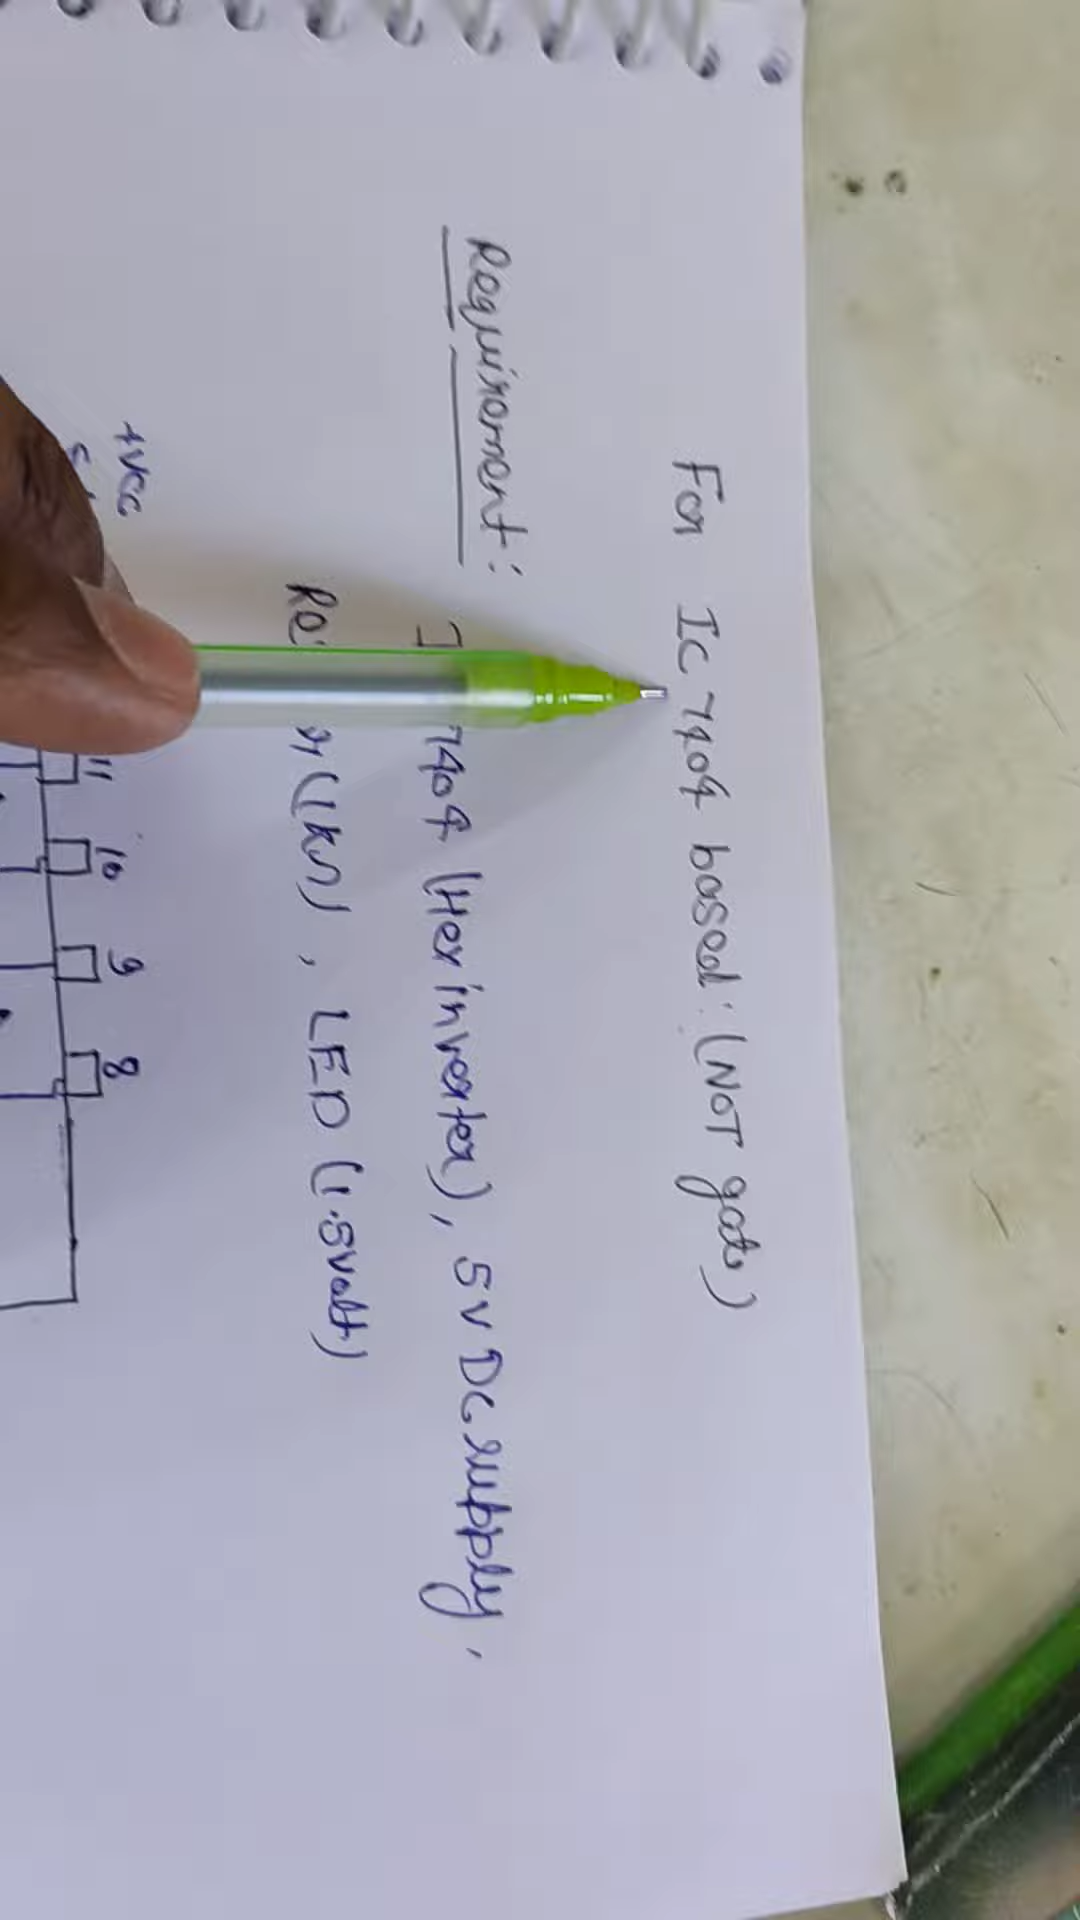 For Ic 7404 based: (NOT gate)
Requirement:
7404 (Hex inverter), 5v DC supply,
(1kΩ), LED (1.5Volt)
+Vcc
5
11 10 9 8